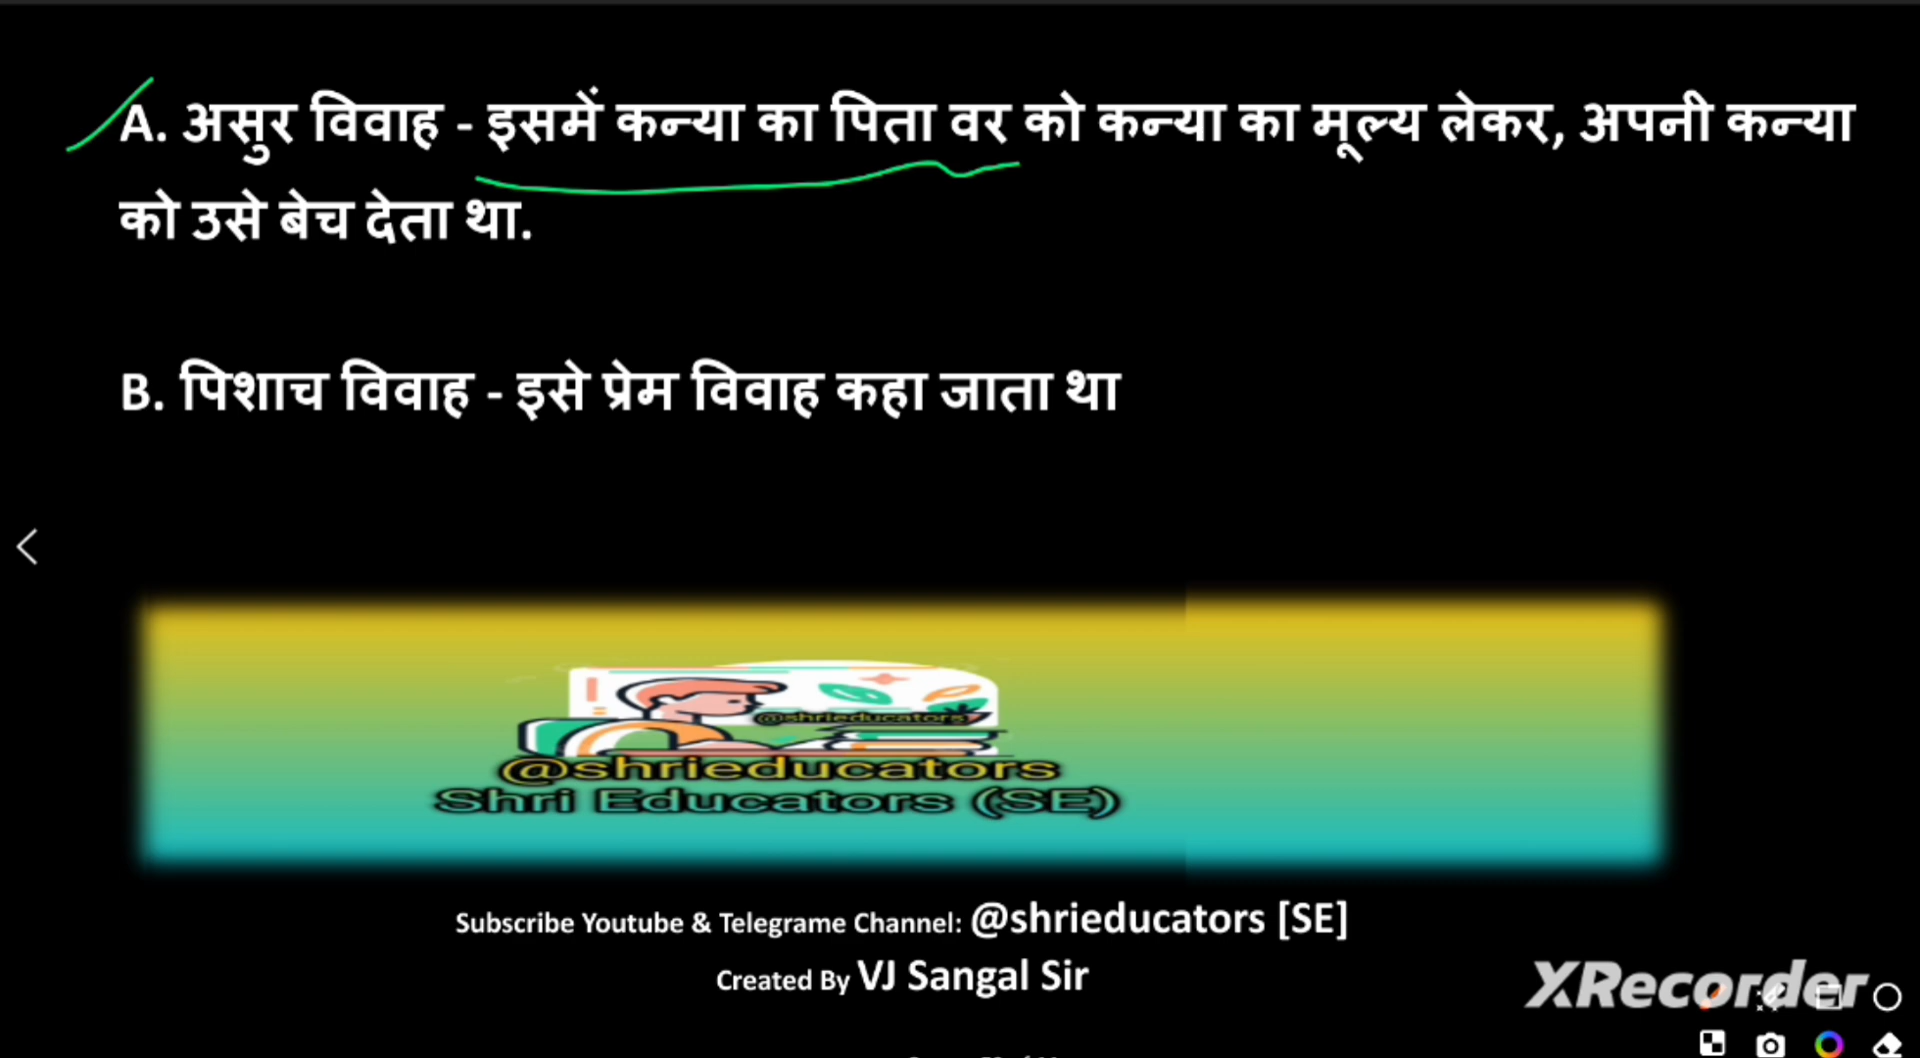 A. असुर विवाह - इसमें कन्या का पिता वर को कन्या का मूल्य लेकर, अपनी कन्या
को उसे बेच देता था.
B. पिशाच विवाह - इसे प्रेम विवाह कहा जाता था
@shrieducators
@shrieducators
Shri Educators (SE)
Subscribe Youtube & Telegrame Channel: @shrieducators [SE]
Created By VJ Sangal Sir
XRecorder